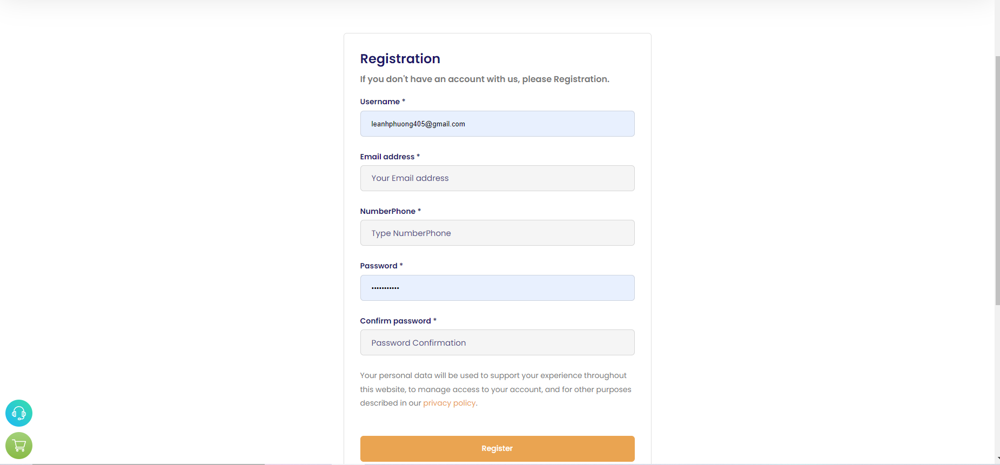 Registration
If you don't have an account with us, please Registration.
Username *
leanhphuong405@gmail.com
Email address *
Your Email address
NumberPhone *
Type NumberPhone
Password *
•••••••••••
Confirm password *
Password Confirmation
Your personal data will be used to support your experience throughout
this website, to manage access to your account, and for other purposes
described in our privacy policy.
Register